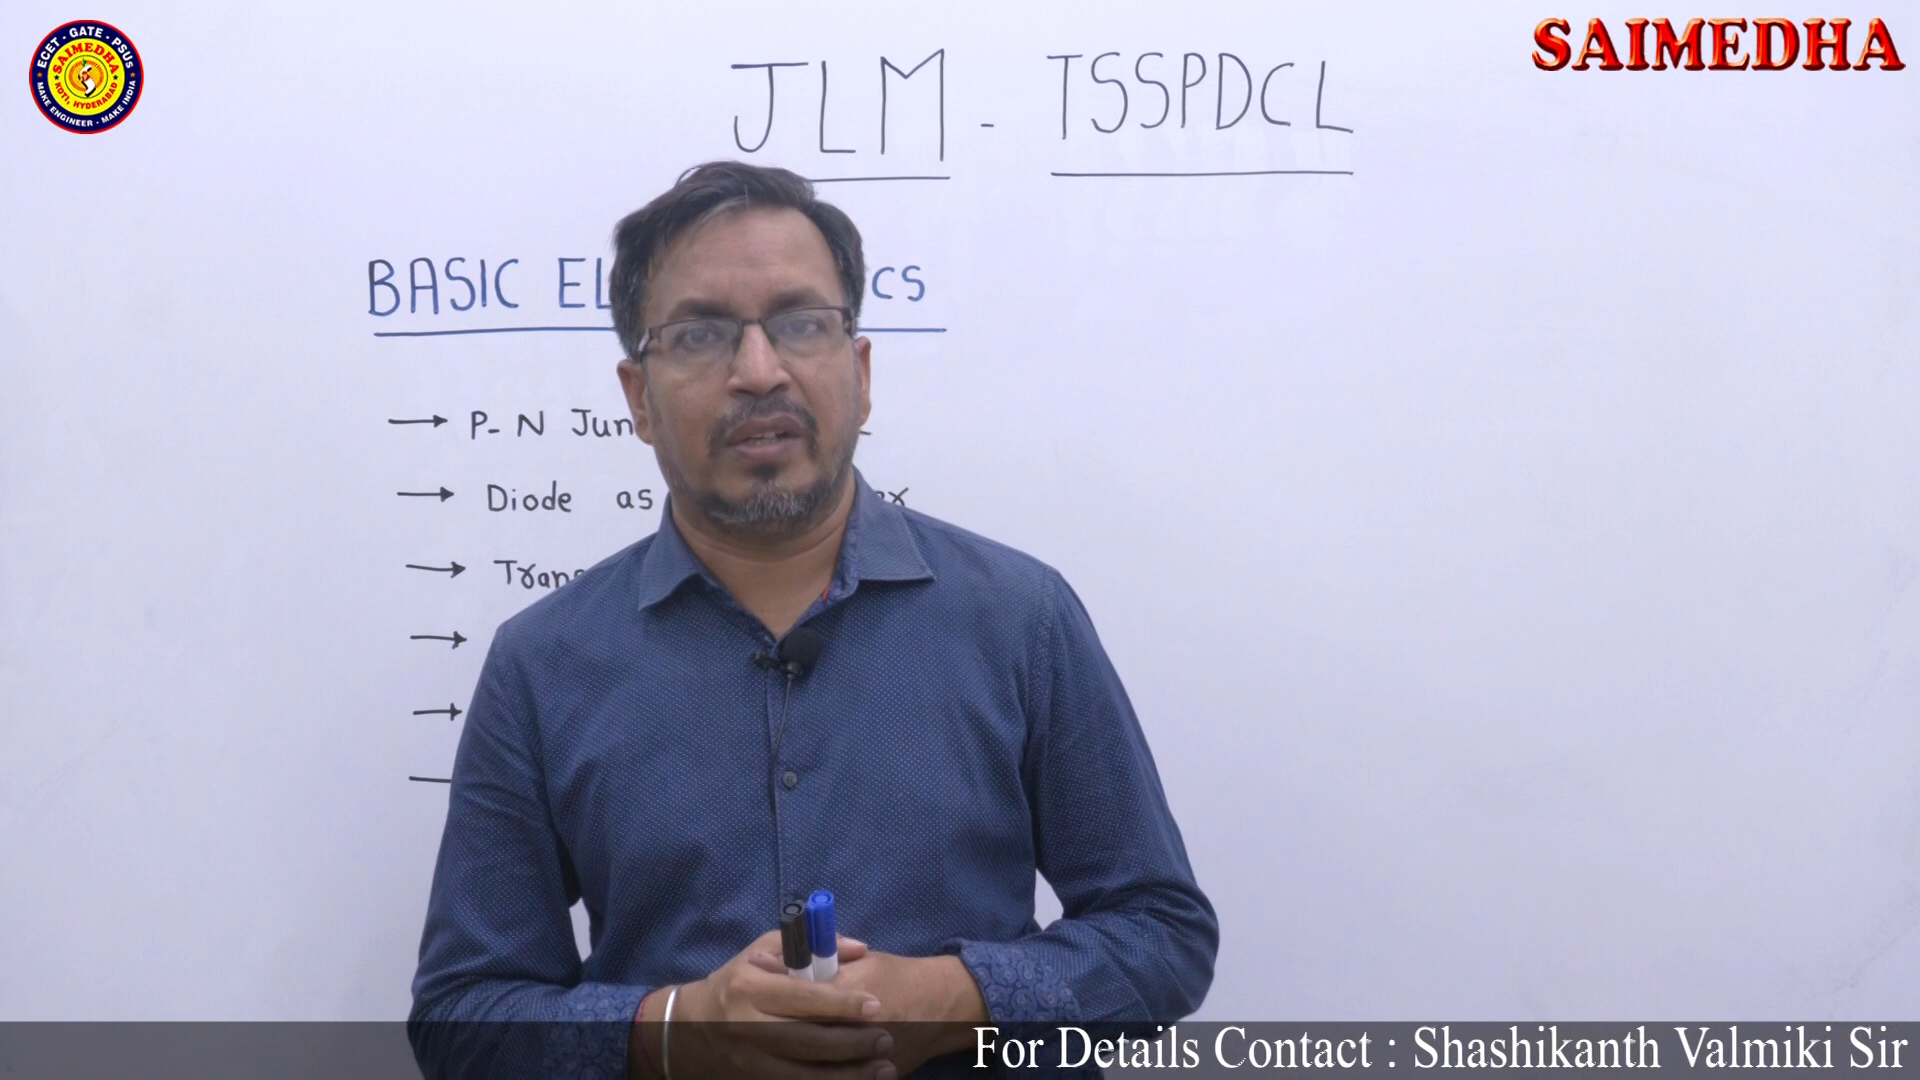 ECET - GATE - PSUS
SAIMEDHA
KOTI, HYDERABAD
MAKE ENGINEER - MAKE INDIA
SAIMEDHA
JLM - TSSPDCL
BASIC EL CS
→ P-N Jun
→ Diode as
→ Trans
→
→
For Details Contact : Shashikanth Valmiki Sir